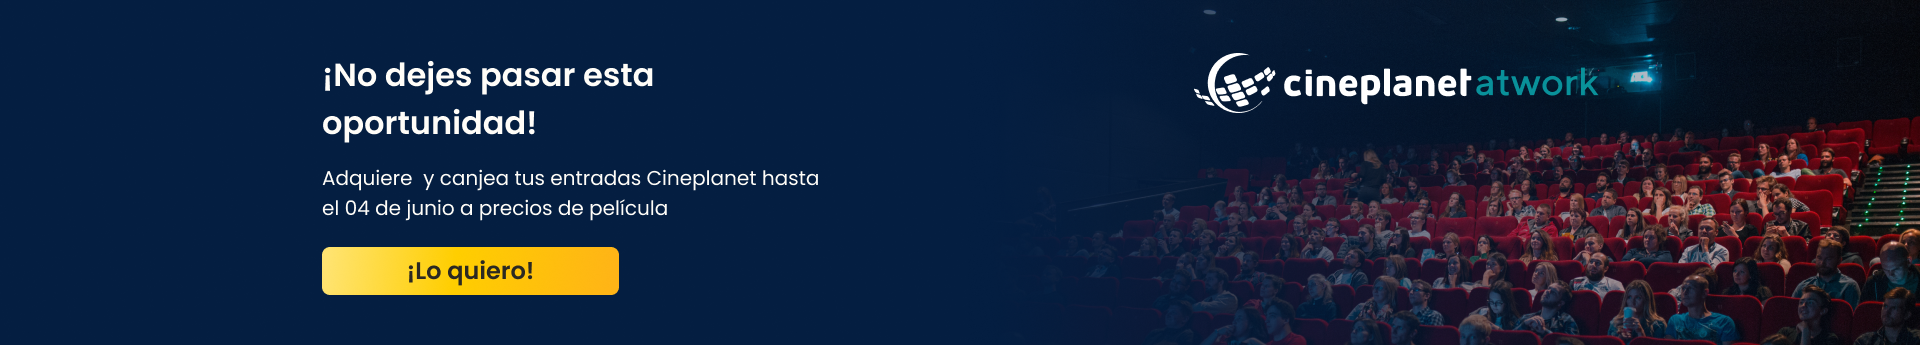 ¡No dejes pasar esta
oportunidad!
Adquiere  y canjea tus entradas Cineplanet hasta
el 04 de junio a precios de película
¡Lo quiero!
cineplanetatwork